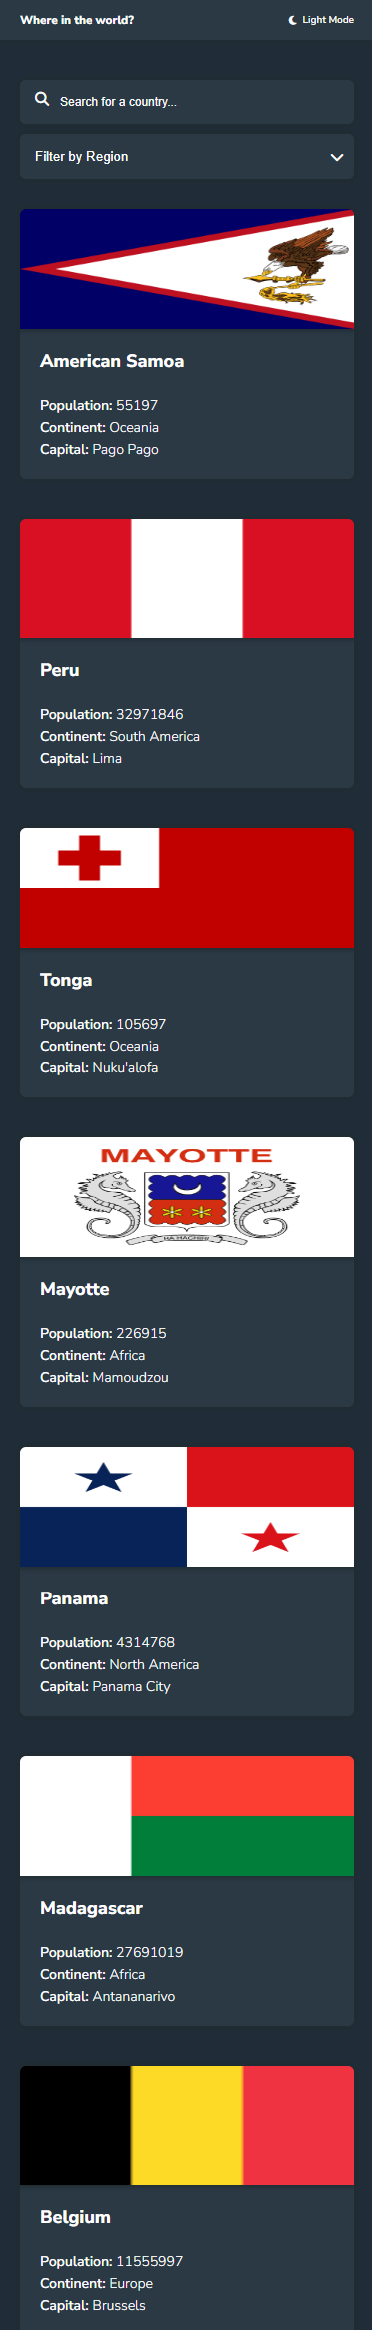 Where in the world?
Light Mode
Search for a country...
Filter by Region
American Samoa
Population: 55197
Continent: Oceania
Capital: Pago Pago
Peru
Population: 32971846
Continent: South America
Capital: Lima
Tonga
Population: 105697
Continent: Oceania
Capital: Nuku'alofa
MAYOTTE
RA HACHIRI
Mayotte
Population: 226915
Continent: Africa
Capital: Mamoudzou
Panama
Population: 4314768
Continent: North America
Capital: Panama City
Madagascar
Population: 27691019
Continent: Africa
Capital: Antananarivo
Belgium
Population: 11555997
Continent: Europe
Capital: Brussels